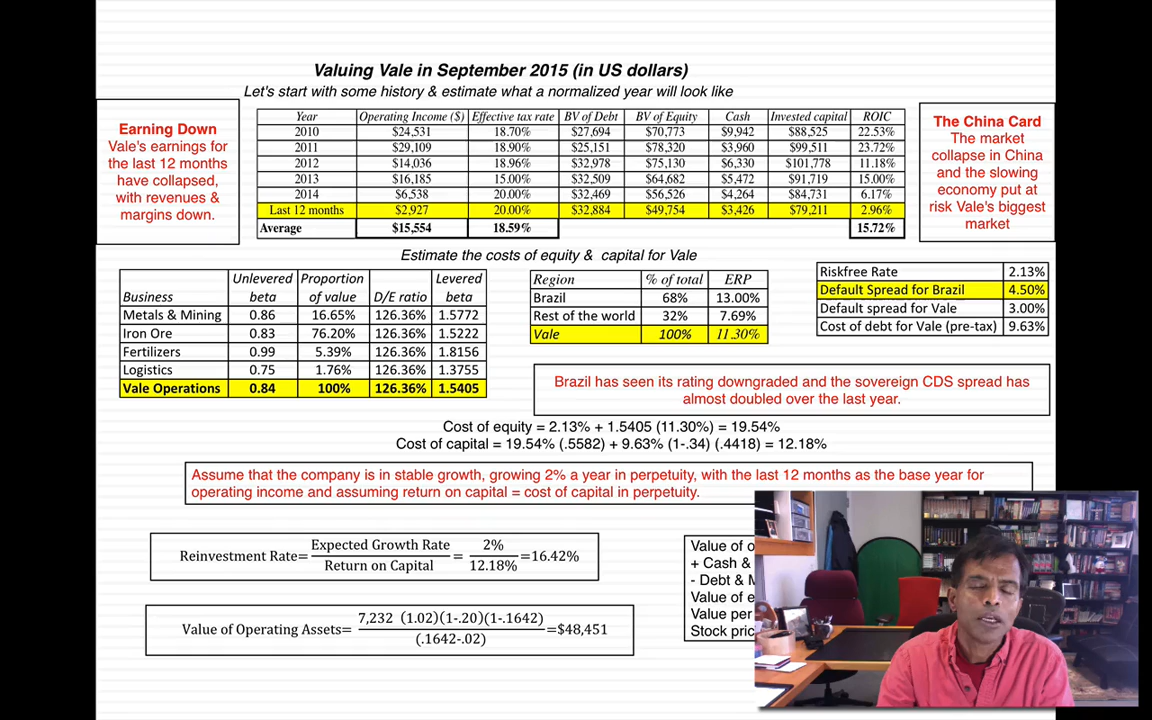 Valuing Vale in September 2015 (in US dollars)
Let's start with some history & estimate what a normalized year will look like
Earning Down
Vale's earnings for
the last 12 months
have collapsed,
with revenues &
margins down.
Year Operating Income ($) Effective tax rate BV of Debt BV of Equity Cash Invested capital ROIC
2010 $24,531 18.70% $27,694 $70,773 $9,942 $88,525 22.53%
2011 $29,109 18.90% $25,151 $78,320 $3,960 $99,511 23.72%
2012 $14,036 18.96% $32,978 $75,130 $6,330 $101,778 11.18%
2013 $16,185 15.00% $32,509 $64,682 $5,472 $91,719 15.00%
2014 $6,538 20.00% $32,469 $56,526 $4,264 $84,731 6.17%
Last 12 months $2,927 20.00% $32,884 $49,754 $3,426 $79,211 2.96%
Average $15,554 18.59% 15.72%
The China Card
The market
collapse in China
and the slowing
economy put at
risk Vale's biggest
market
Estimate the costs of equity & capital for Vale
Unlevered Proportion Levered
Business beta of value D/E ratio beta
Metals & Mining 0.86 16.65% 126.36% 1.5772
Iron Ore 0.83 76.20% 126.36% 1.5222
Fertilizers 0.99 5.39% 126.36% 1.8156
Logistics 0.75 1.76% 126.36% 1.3755
Vale Operations 0.84 100% 126.36% 1.5405
Region % of total ERP
Brazil 68% 13.00%
Rest of the world 32% 7.69%
Vale 100% 11.30%
Riskfree Rate 2.13%
Default Spread for Brazil 4.50%
Default spread for Vale 3.00%
Cost of debt for Vale (pre-tax) 9.63%
Brazil has seen its rating downgraded and the sovereign CDS spread has
almost doubled over the last year.
Cost of equity = 2.13% + 1.5405 (11.30%) = 19.54%
Cost of capital = 19.54% (.5582) + 9.63% (1-.34) (.4418) = 12.18%
Assume that the company is in stable growth, growing 2% a year in perpetuity, with the last 12 months as the base year for
operating income and assuming return on capital = cost of capital in perpetuity.
Reinvestment Rate= Expected Growth Rate / Return on Capital = 2% / 12.18% =16.42%
Value of Operating Assets= 7,232 (1.02)(1-.20)(1-.1642) / (.1642-.02) =$48,451
Value of o
+ Cash &
- Debt & M
Value of e
Value per
Stock pric